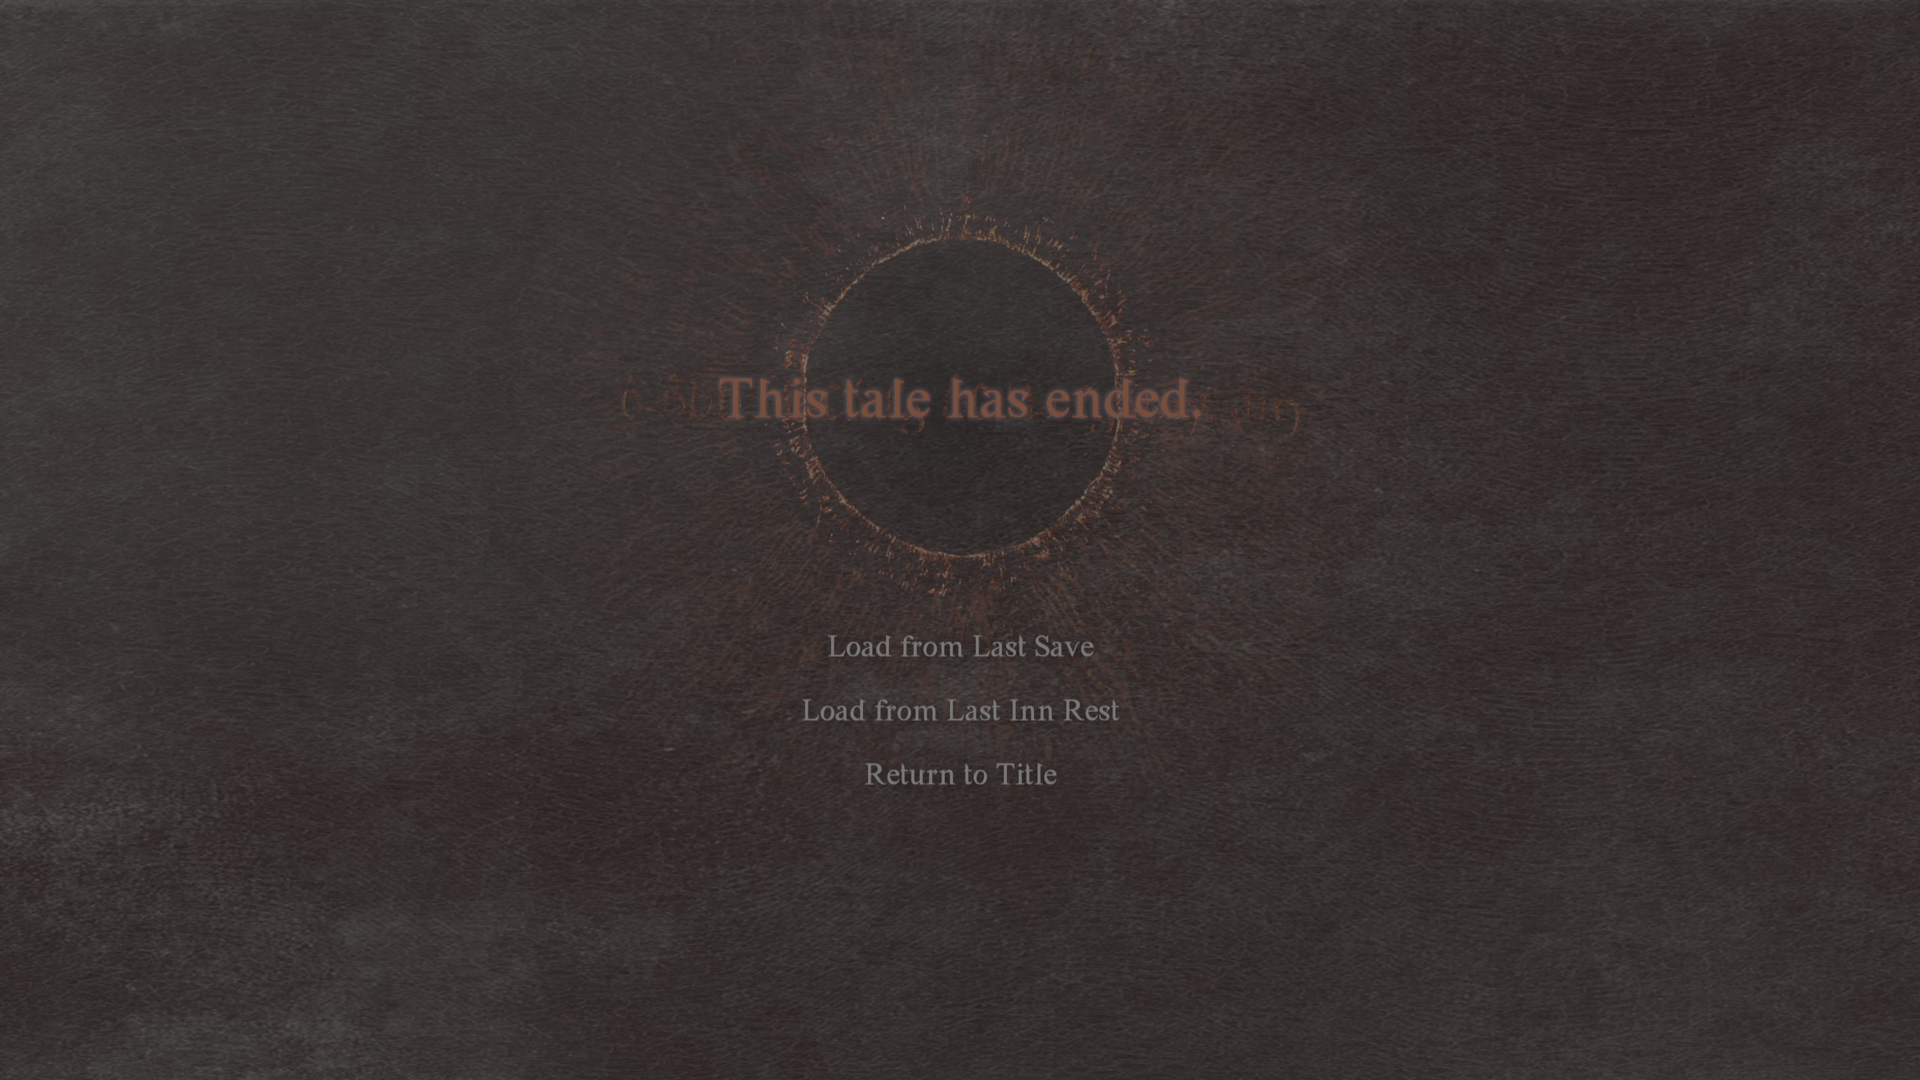 This tale has ended.
Load from Last Save
Load from Last Inn Rest
Return to Title